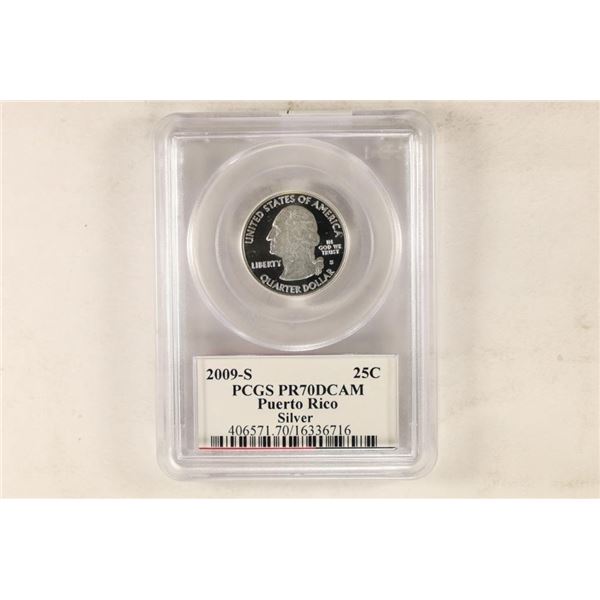 UNITED STATES OF AMERICA
LIBERTY
IN
GOD WE
TRUST
S
QUARTER DOLLAR
2009-S 25C
PCGS PR70DCAM
Puerto Rico
Silver
406571.70/16336716